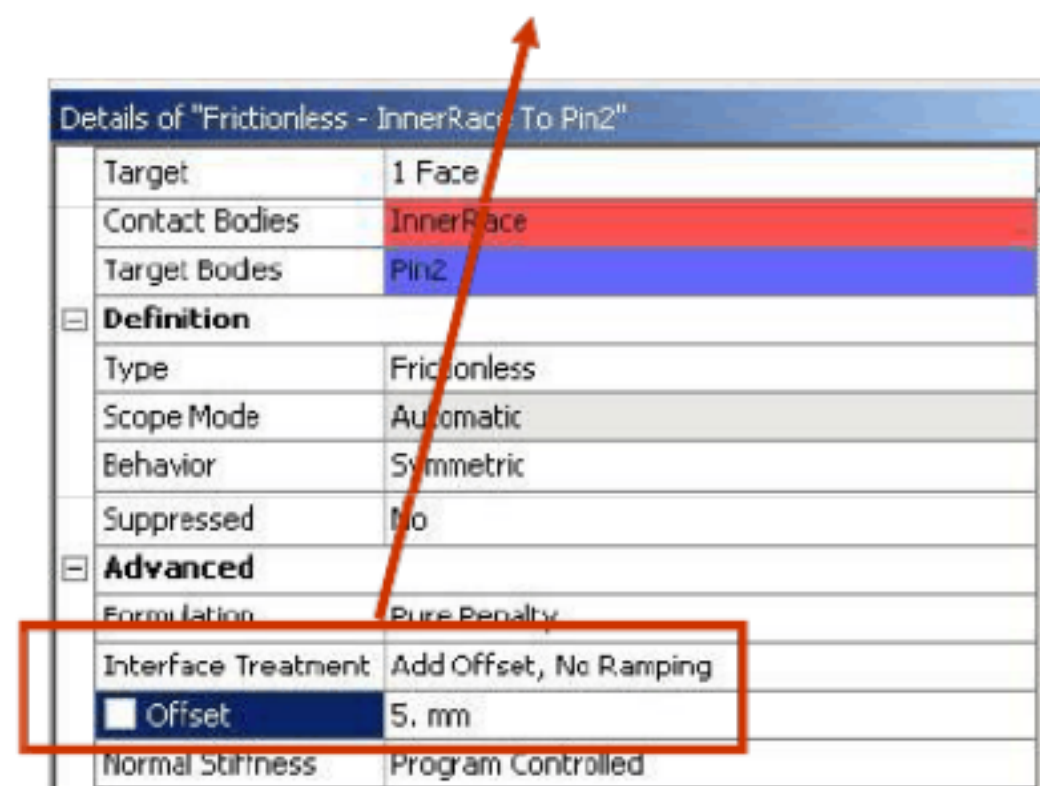 Details of "Frictionless - InnerRace To Pin2"
Target 1 Face
Contact Bodies InnerRace
Target Bodies Pin2
Definition
Type Frictionless
Scope Mode Automatic
Behavior Symmetric
Suppressed No
Advanced
Formulation Pure Penalty
Interface Treatment Add Offset, No Ramping
Offset 5. mm
Normal Stiffness Program Controlled